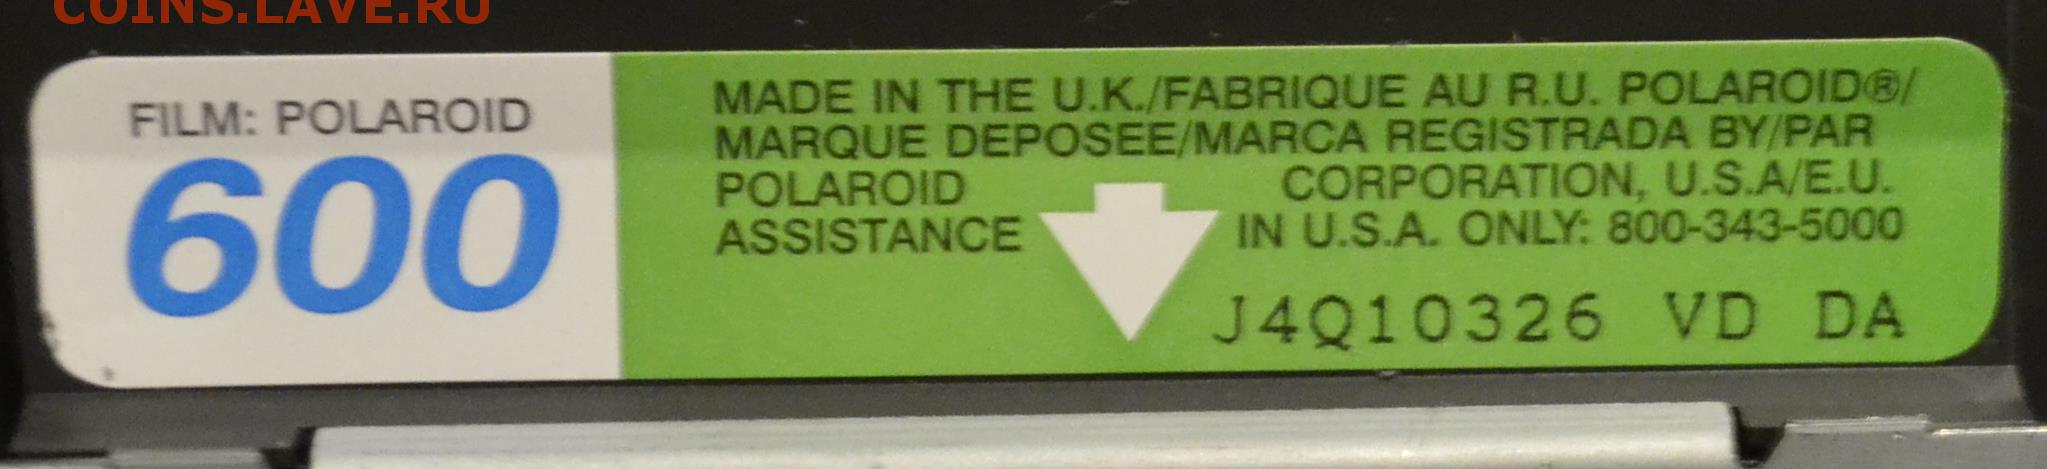 COINS.LAVE.RU
FILM: POLAROID
600
MADE IN THE U.K./FABRIQUE AU R.U. POLAROID®/
MARQUE DEPOSEE/MARCA REGISTRADA BY/PAR
POLAROID CORPORATION, U.S.A/E.U.
ASSISTANCE IN U.S.A. ONLY: 800-343-5000
J4Q10326 VD DA